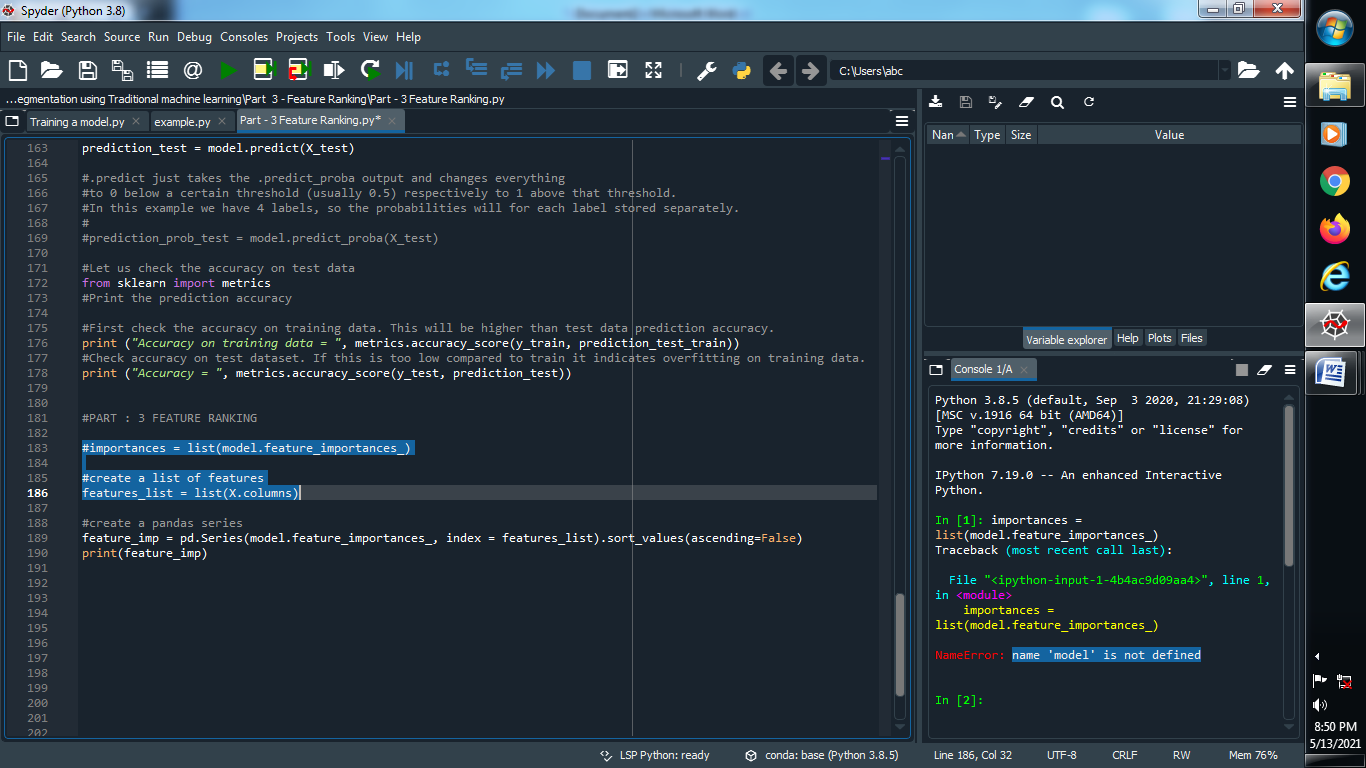 Spyder (Python 3.8)
File Edit Search Source Run Debug Consoles Projects Tools View Help
C:\Users\abc
...egmentation using Traditional machine learning\Part 3 - Feature Ranking\Part - 3 Feature Ranking.py
Training a model.py example.py Part - 3 Feature Ranking.py*
163 prediction_test = model.predict(X_test)
164
165 #.predict just takes the .predict_proba output and changes everything
166 #to 0 below a certain threshold (usually 0.5) respectively to 1 above that threshold.
167 #In this example we have 4 labels, so the probabilities will for each label stored separately.
168 #
169 #prediction_prob_test = model.predict_proba(X_test)
170
171 #Let us check the accuracy on test data
172 from sklearn import metrics
173 #Print the prediction accuracy
174
175 #First check the accuracy on training data. This will be higher than test data prediction accuracy.
176 print ("Accuracy on training data = ", metrics.accuracy_score(y_train, prediction_test_train))
177 #Check accuracy on test dataset. If this is too low compared to train it indicates overfitting on training data.
178 print ("Accuracy = ", metrics.accuracy_score(y_test, prediction_test))
179
180
181 #PART : 3 FEATURE RANKING
182
183 #importances = list(model.feature_importances_)
184
185 #create a list of features
186 features_list = list(X.columns)
187
188 #create a pandas series
189 feature_imp = pd.Series(model.feature_importances_, index = features_list).sort_values(ascending=False)
190 print(feature_imp)
191
192
193
194
195
196
197
198
199
200
201
202
Nan Type Size Value
Variable explorer Help Plots Files
Console 1/A
Python 3.8.5 (default, Sep 3 2020, 21:29:08)
[MSC v.1916 64 bit (AMD64)]
Type "copyright", "credits" or "license" for
more information.
IPython 7.19.0 -- An enhanced Interactive
Python.
In [1]: importances =
list(model.feature_importances_)
Traceback (most recent call last):
File "<ipython-input-1-4b4ac9d09aa4>", line 1,
in <module>
importances =
list(model.feature_importances_)
NameError: name 'model' is not defined
In [2]:
LSP Python: ready conda: base (Python 3.8.5) Line 186, Col 32 UTF-8 CRLF RW Mem 76%
8:50 PM
5/13/2021